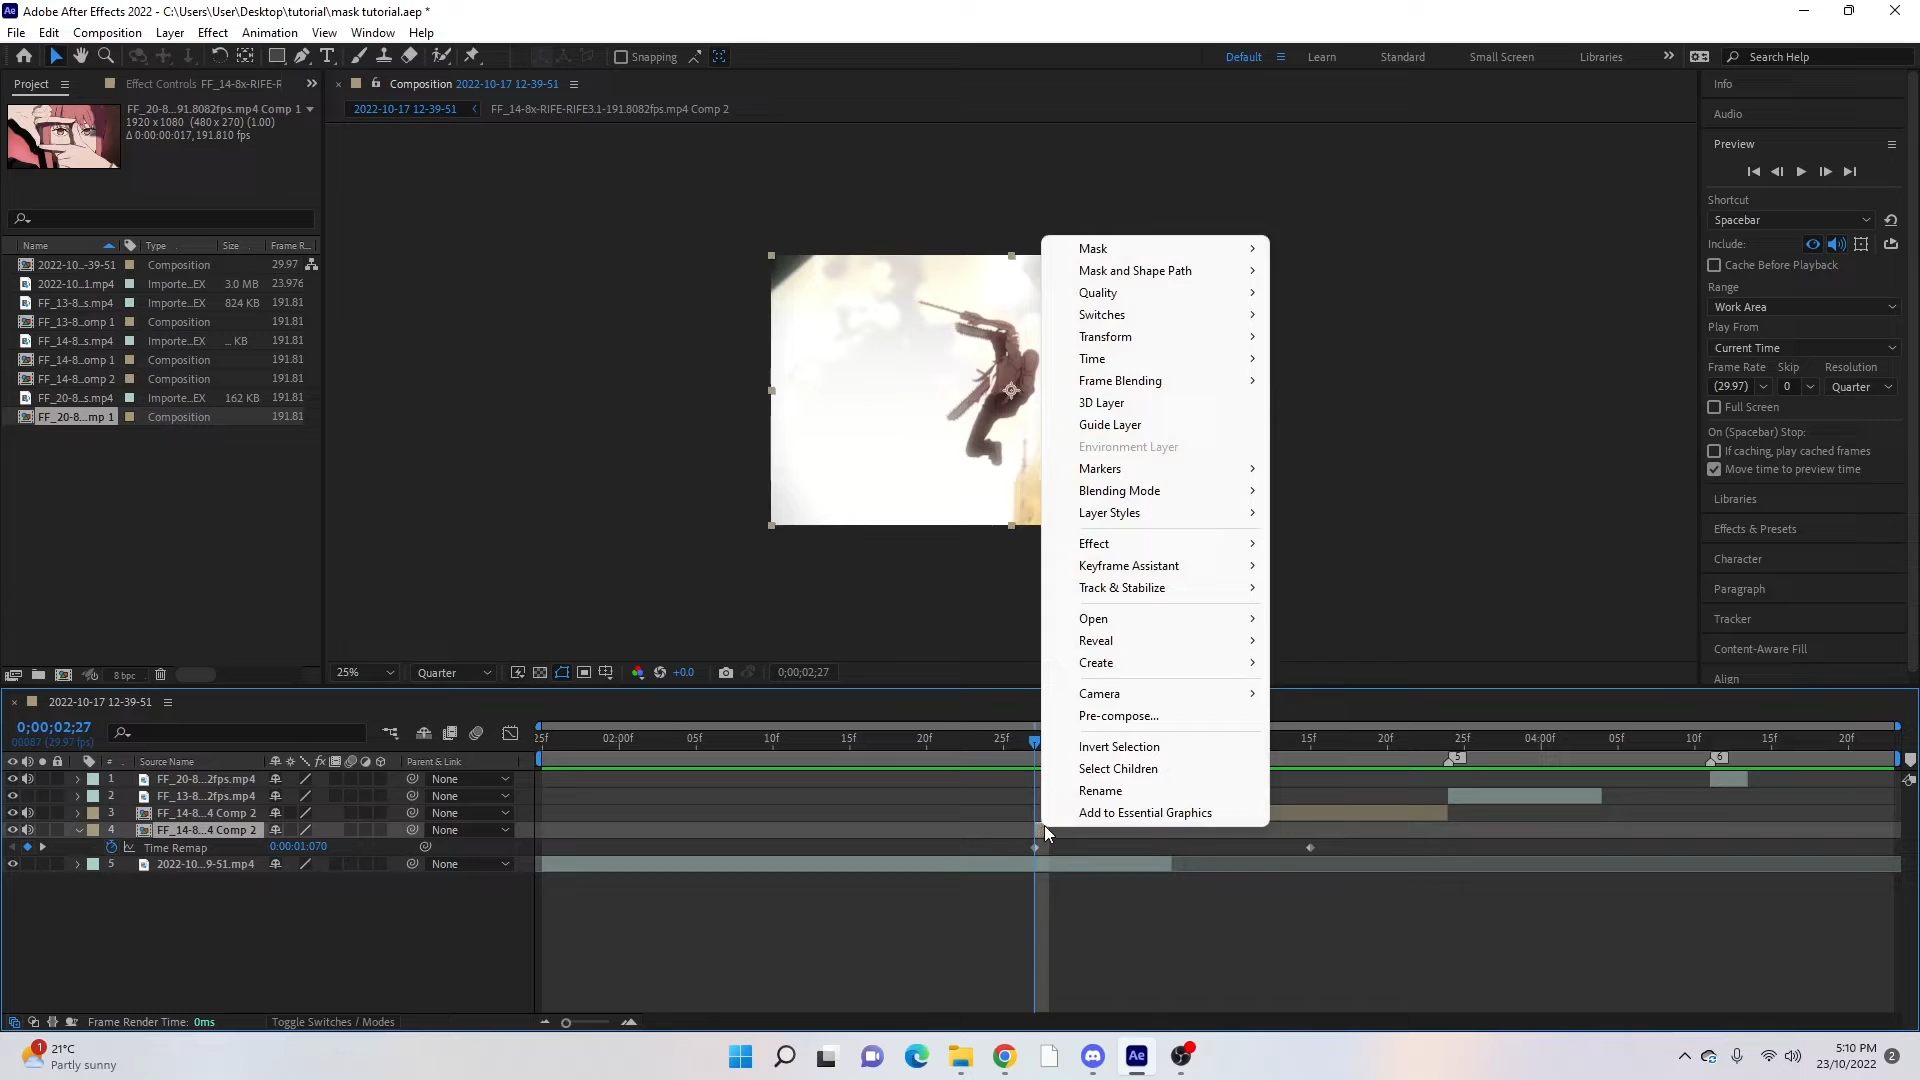 Adobe After Effects 2022 - C:\Users\User\Desktop\tutorial\mask tutorial.aep *
File Edit Composition Layer Effect Animation View Window Help
Snapping Default Learn Standard Small Screen Libraries Search Help
Project Effect Controls FF_14-8x-RIFE-R
FF_20-8...91.8082fps.mp4 Comp 1
1920 x 1080 (480 x 270) (1.00)
Δ 0:00:00:017, 191.810 fps
Name Type Size Frame R...
2022-10...-39-51 Composition 29.97
2022-10...1.mp4 Importe...EX 3.0 MB 23.976
FF_13-8...s.mp4 Importe...EX 824 KB 191.81
FF_13-8...omp 1 Composition 191.81
FF_14-8...s.mp4 Importe...EX ... KB 191.81
FF_14-8...omp 1 Composition 191.81
FF_14-8...omp 2 Composition 191.81
FF_20-8...s.mp4 Importe...EX 162 KB 191.81
FF_20-8...mp 1 Composition 191.81
8 bpc
Composition 2022-10-17 12-39-51
2022-10-17 12-39-51 FF_14-8x-RIFE-RIFE3.1-191.8082fps.mp4 Comp 2
25% Quarter +0.0 0;00;02;27
Mask
Mask and Shape Path
Quality
Switches
Transform
Time
Frame Blending
3D Layer
Guide Layer
Environment Layer
Markers
Blending Mode
Layer Styles
Effect
Keyframe Assistant
Track & Stabilize
Open
Reveal
Create
Camera
Pre-compose...
Invert Selection
Select Children
Rename
Add to Essential Graphics
Info
Audio
Preview
Shortcut
Spacebar
Include:
Cache Before Playback
Range
Work Area
Play From
Current Time
Frame Rate Skip Resolution
(29.97) 0 Quarter
Full Screen
On (Spacebar) Stop:
If caching, play cached frames
Move time to preview time
Libraries
Effects & Presets
Character
Paragraph
Tracker
Content-Aware Fill
Align
2022-10-17 12-39-51
0;00;02;27
00087 (29.97 fps)
:25f 02:00f 05f 10f 15f 20f 25f 15f 20f 25f 04:00f 05f 10f 15f 20f
# Source Name fx Parent & Link
5 6
1 FF_20-8...2fps.mp4 None
2 FF_13-8...2fps.mp4 None
3 FF_14-8...4 Comp 2 None
4 FF_14-8...4 Comp 2 None
Time Remap 0:00:01:070
5 2022-10...9-51.mp4 None
Frame Render Time: 0ms Toggle Switches / Modes
1 21°C
Partly sunny
Ae
5:10 PM
23/10/2022 2